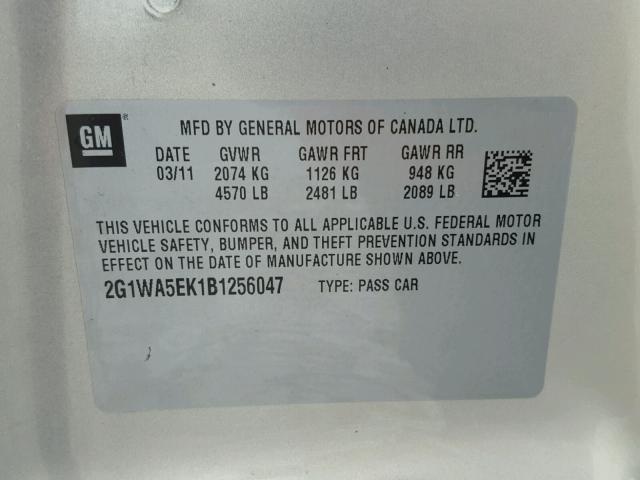 GM®
MFD BY GENERAL MOTORS OF CANADA LTD.
DATE GVWR GAWR FRT GAWR RR
03/11 2074 KG 1126 KG 948 KG
4570 LB 2481 LB 2089 LB
THIS VEHICLE CONFORMS TO ALL APPLICABLE U.S. FEDERAL MOTOR
VEHICLE SAFETY, BUMPER, AND THEFT PREVENTION STANDARDS IN
EFFECT ON THE DATE OF MANUFACTURE SHOWN ABOVE.
2G1WA5EK1B1256047 TYPE: PASS CAR